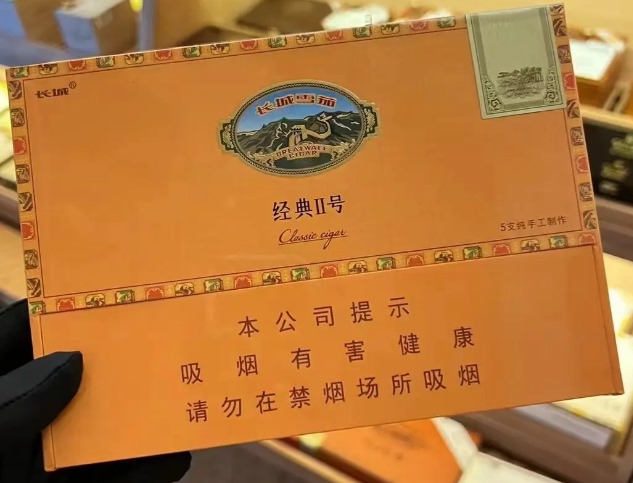 长城®
长城雪茄
GREATWALL
CIGAR
经典II号
Classic cigar
5支纯手工制作
本公司提示
吸烟有害健康
请勿在禁烟场所吸烟